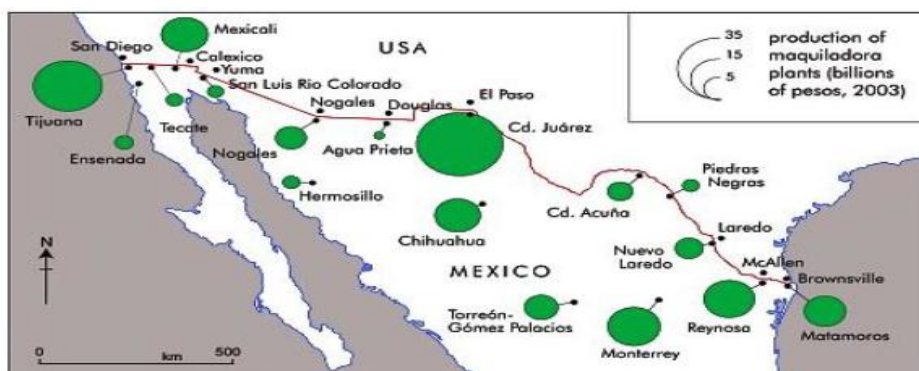 Mexicali
San Diego
Calexico
Yuma
San Luis Rio Colorado
Tijuana
Tecate
Ensenada
USA
Nogales
Douglas
El Paso
Nogales
Agua Prieta
Cd. Juárez
Hermosillo
Chihuahua
Cd. Acuña
Piedras
Negras
Laredo
Nuevo
Laredo
McAllen
Brownsville
MEXICO
Torreón-
Gómez Palacios
Monterrey
Reynosa
Matamoros
35
15
5
production of
maquiladora
plants (billions
of pesos, 2003)
N
0
500
km